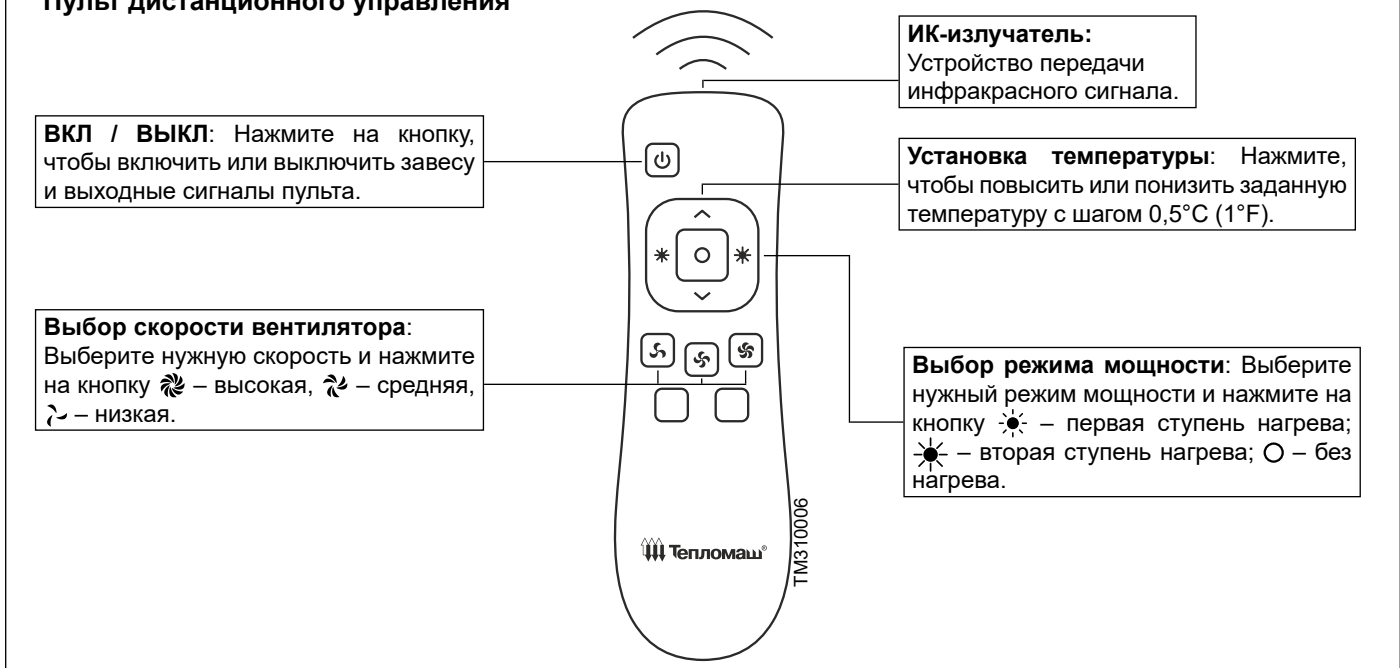 Пульт дистанционного управления
ИК-излучатель:
Устройство передачи
инфракрасного сигнала.
ВКЛ / ВЫКЛ: Нажмите на кнопку,
чтобы включить или выключить завесу
и выходные сигналы пульта.
Установка температуры: Нажмите,
чтобы повысить или понизить заданную
температуру с шагом 0,5°C (1°F).
Выбор скорости вентилятора:
Выберите нужную скорость и нажмите
на кнопку – высокая, – средняя,
– низкая.
Выбор режима мощности: Выберите
нужный режим мощности и нажмите на
кнопку – первая ступень нагрева;
– вторая ступень нагрева; – без
нагрева.
Тепломаш®
TM310006